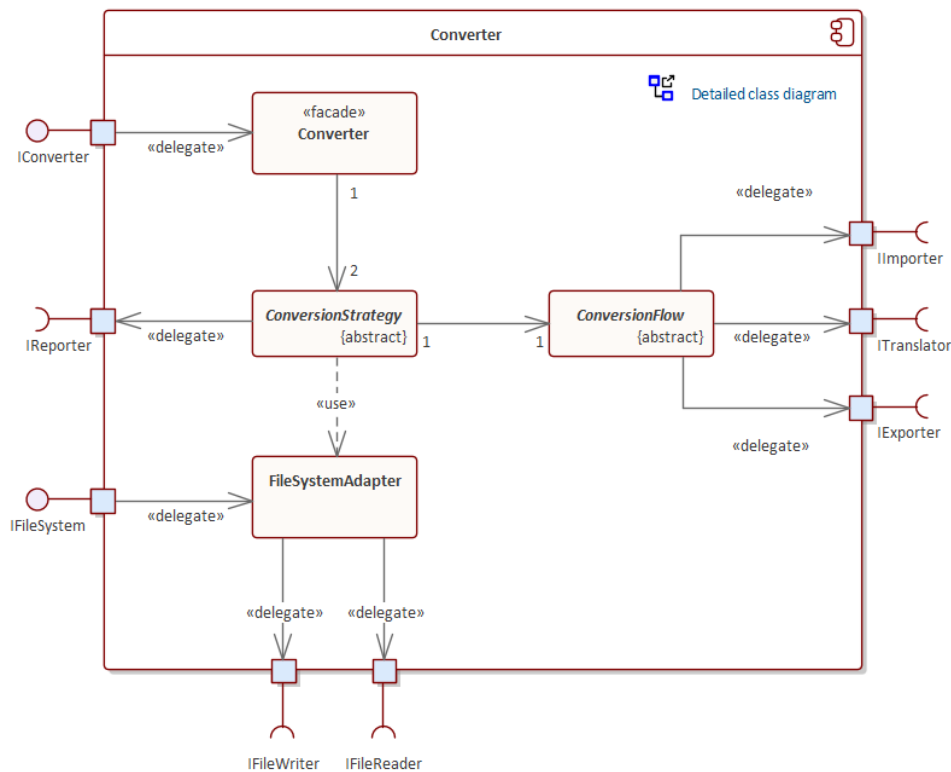 Converter
Detailed class diagram
«facade»
Converter
IConverter
«delegate»
1
«delegate»
2
IImporter
ConversionStrategy
{abstract}
ConversionFlow
{abstract}
IReporter
«delegate»
1
1
«delegate»
ITranslator
«use»
IExporter
«delegate»
FileSystemAdapter
IFileSystem
«delegate»
«delegate»
«delegate»
IFileWriter
IFileReader